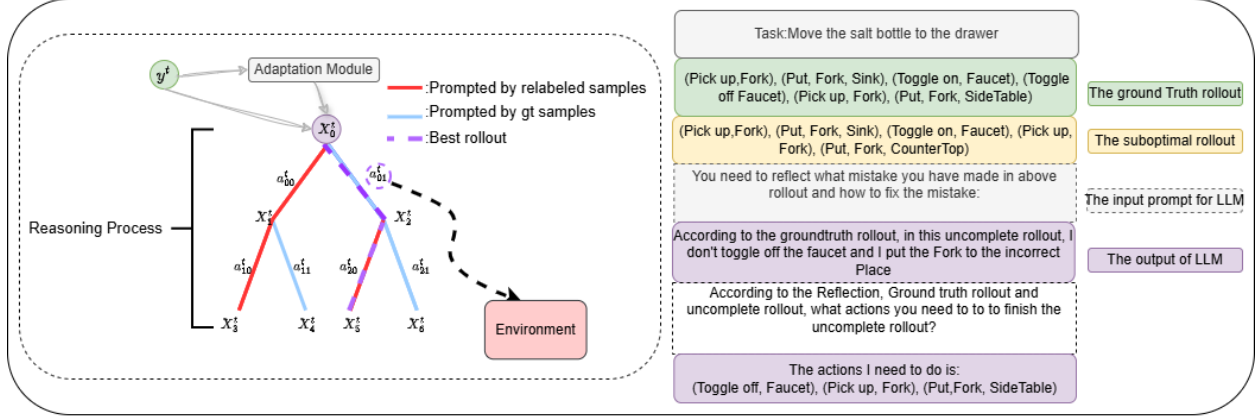 y^t
Adaptation Module
:Prompted by relabeled samples
:Prompted by gt samples
:Best rollout
X_0^t
a_00^t
a_01^t
Reasoning Process
X_1^t
X_2^t
a_10^t
a_11^t
a_20^t
a_21^t
X_3^t
X_4^t
X_5^t
X_6^t
Environment
Task:Move the salt bottle to the drawer
(Pick up,Fork), (Put, Fork, Sink), (Toggle on, Faucet), (Toggle
off Faucet), (Pick up, Fork), (Put, Fork, SideTable)
The ground Truth rollout
(Pick up,Fork), (Put, Fork, Sink), (Toggle on, Faucet), (Pick up,
Fork), (Put, Fork, CounterTop)
The suboptimal rollout
You need to reflect what mistake you have made in above
rollout and how to fix the mistake:
The input prompt for LLM
According to the groundtruth rollout, in this uncomplete rollout, I
don't toggle off the faucet and I put the Fork to the incorrect
Place
The output of LLM
According to the Reflection, Ground truth rollout and
uncomplete rollout, what actions you need to to to finish the
uncomplete rollout?
The actions I need to do is:
(Toggle off, Faucet), (Pick up, Fork), (Put,Fork, SideTable)